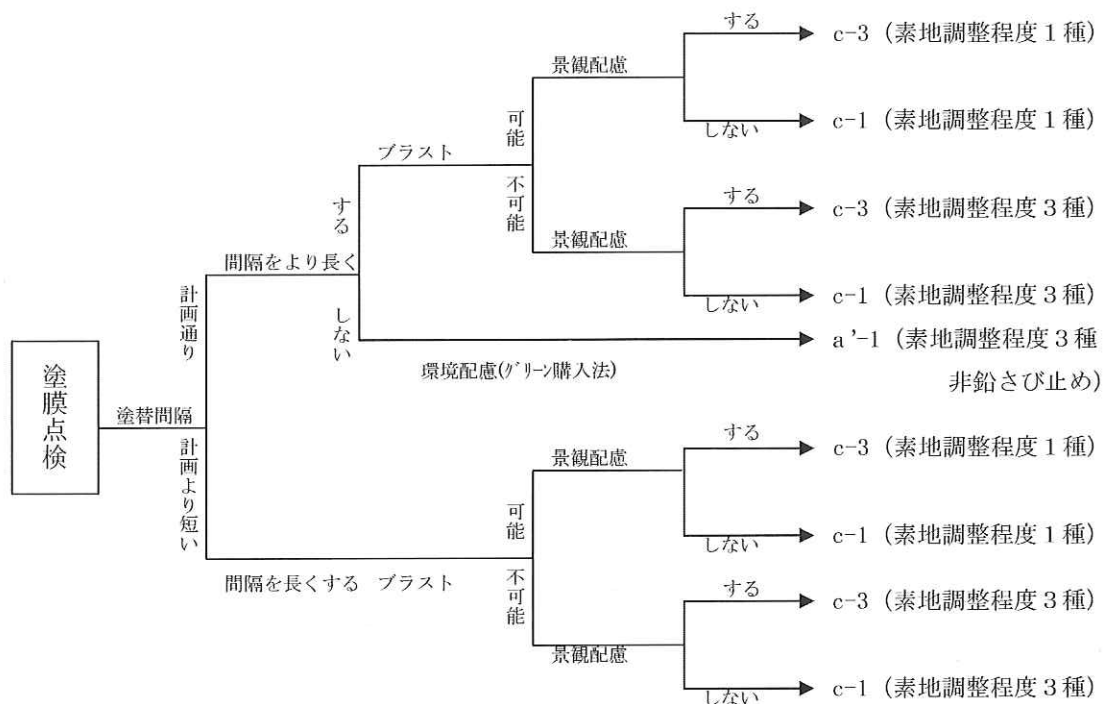 する
c-3 (素地調整程度1種)
景観配慮
可能
しない
c-1 (素地調整程度1種)
ブラスト
不可能
する
c-3 (素地調整程度3種)
する
景観配慮
間隔をより長く
しない
c-1 (素地調整程度3種)
計画通り
しない
a'-1 (素地調整程度3種
非鉛さび止め)
環境配慮(グリーン購入法)
塗膜点検
塗替間隔
計画より短い
する
c-3 (素地調整程度1種)
景観配慮
可能
しない
c-1 (素地調整程度1種)
間隔を長くする ブラスト
不可能
する
c-3 (素地調整程度3種)
景観配慮
しない
c-1 (素地調整程度3種)